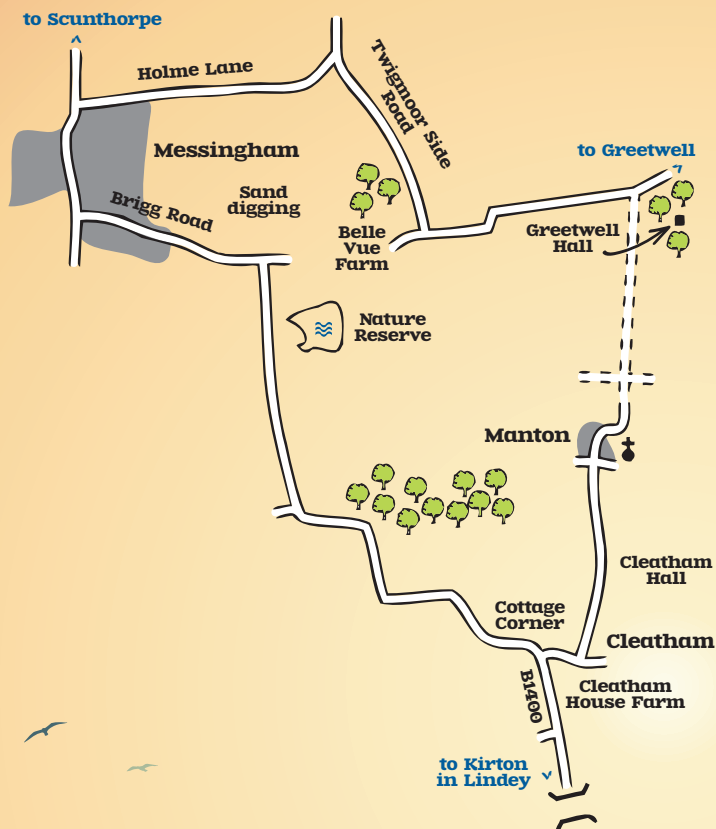 to Scunthorpe
Holme Lane
Twigmoor Side
Road
Messingham
to Greetwell
Sand
digging
Brigg Road
Belle
Vue
Farm
Greetwell
Hall
Nature
Reserve
Manton
Cleatham
Hall
Cottage
Corner
Cleatham
B1400
Cleatham
House Farm
to Kirton
in Lindey